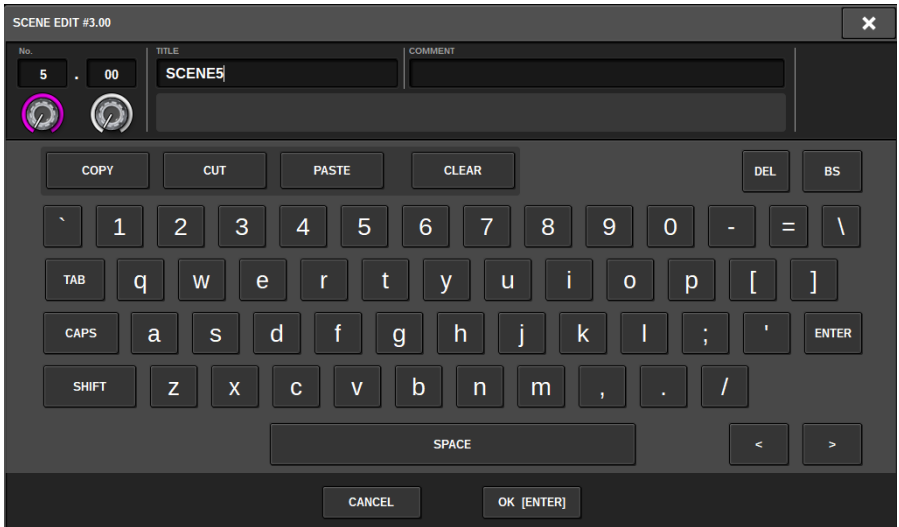 SCENE EDIT #3.00
No. TITLE COMMENT
5 . 00 SCENE5
COPY CUT PASTE CLEAR DEL BS
` 1 2 3 4 5 6 7 8 9 0 - = \
TAB q w e r t y u i o p [ ]
CAPS a s d f g h j k l ; ' ENTER
SHIFT z x c v b n m , . /
SPACE < >
CANCEL OK [ENTER]